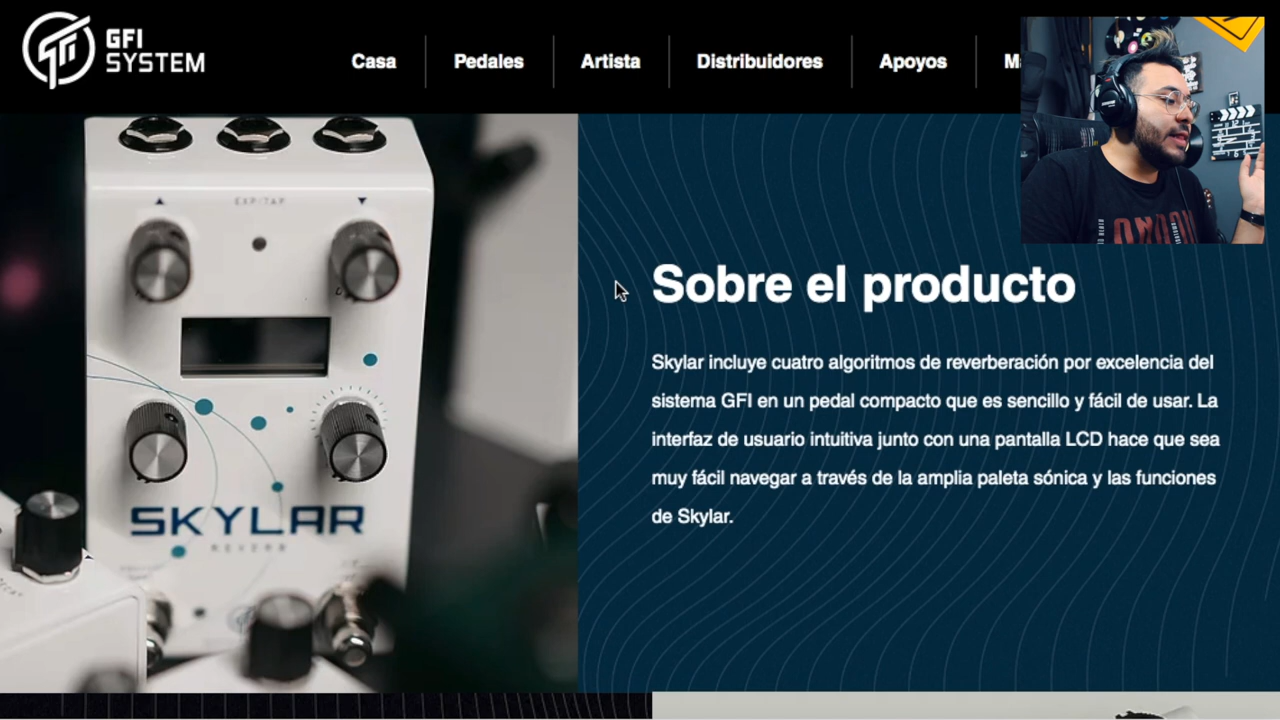 GFI
SYSTEM
Casa
Pedales
Artista
Distribuidores
Apoyos
EXP/TAP
SKYLAR
REVERB
Sobre el producto
Skylar incluye cuatro algoritmos de reverberación por excelencia del
sistema GFI en un pedal compacto que es sencillo y fácil de usar. La
interfaz de usuario intuitiva junto con una pantalla LCD hace que sea
muy fácil navegar a través de la amplia paleta sónica y las funciones
de Skylar.